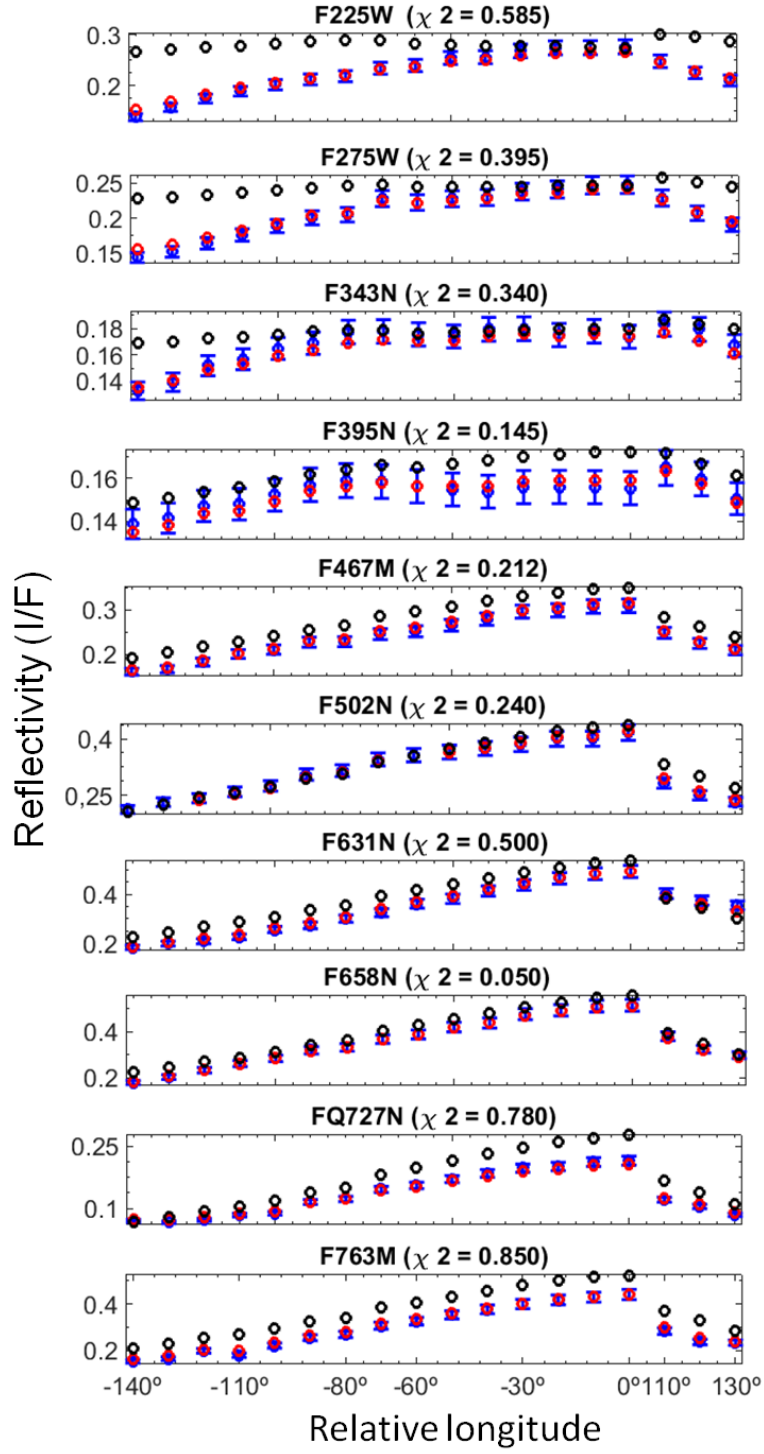 F225W (χ 2 = 0.585)
0.3
0.2
F275W (χ 2 = 0.395)
0.25
0.2
0.15
F343N (χ 2 = 0.340)
0.18
0.16
0.14
F395N (χ 2 = 0.145)
0.16
0.14
F467M (χ 2 = 0.212)
0.3
0.2
F502N (χ 2 = 0.240)
0.4
0.25
F631N (χ 2 = 0.500)
0.4
0.2
F658N (χ 2 = 0.050)
0.4
0.2
FQ727N (χ 2 = 0.780)
0.25
0.1
F763M (χ 2 = 0.850)
0.4
0.2
-140º -110º -80º -60º -30º 0º 110º 130º
Relative longitude
Reflectivity (I/F)